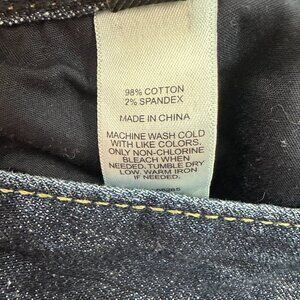 98% COTTON
2% SPANDEX
MADE IN CHINA
MACHINE WASH COLD
WITH LIKE COLORS.
ONLY NON-CHLORINE
BLEACH WHEN
NEEDED. TUMBLE DRY
LOW. WARM IRON
IF NEEDED.